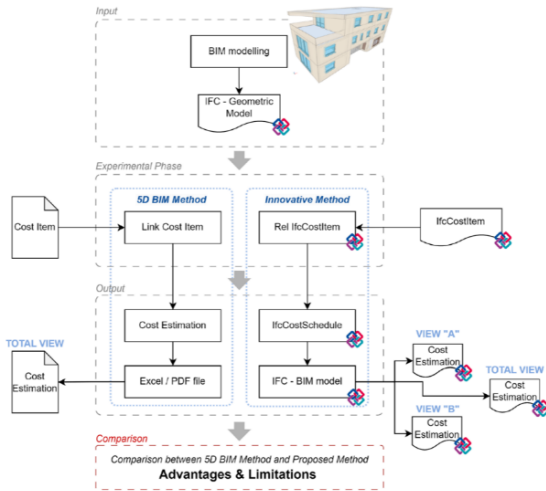 Input
BIM modelling
IFC - Geometric
Model
Experimental Phase
5D BIM Method
Innovative Method
Cost Item
Link Cost Item
Rel IfcCostItem
IfcCostItem
Output
TOTAL VIEW
Cost
Estimation
Cost Estimation
Excel / PDF file
IfcCostSchedule
IFC - BIM model
VIEW "A"
Cost
Estimation
TOTAL VIEW
Cost
Estimation
VIEW "B"
Cost
Estimation
Comparison
Comparison between 5D BIM Method and Proposed Method
Advantages & Limitations